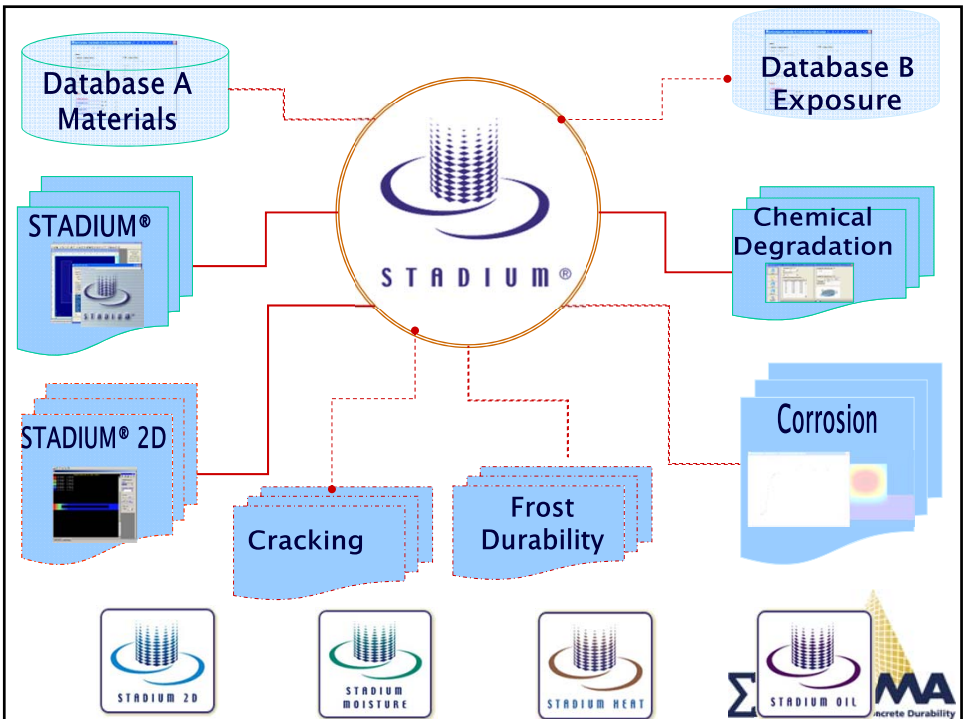 Database A
Materials
Database B
Exposure
STADIUM®
STADIUM®
STADIUM®
Chemical
Degradation
STADIUM® 2D
Corrosion
Cracking
Frost
Durability
STADIUM 2D
STADIUM
MOISTURE
STADIUM HEAT
STADIUM OIL
Σ
MA
ncrete Durability